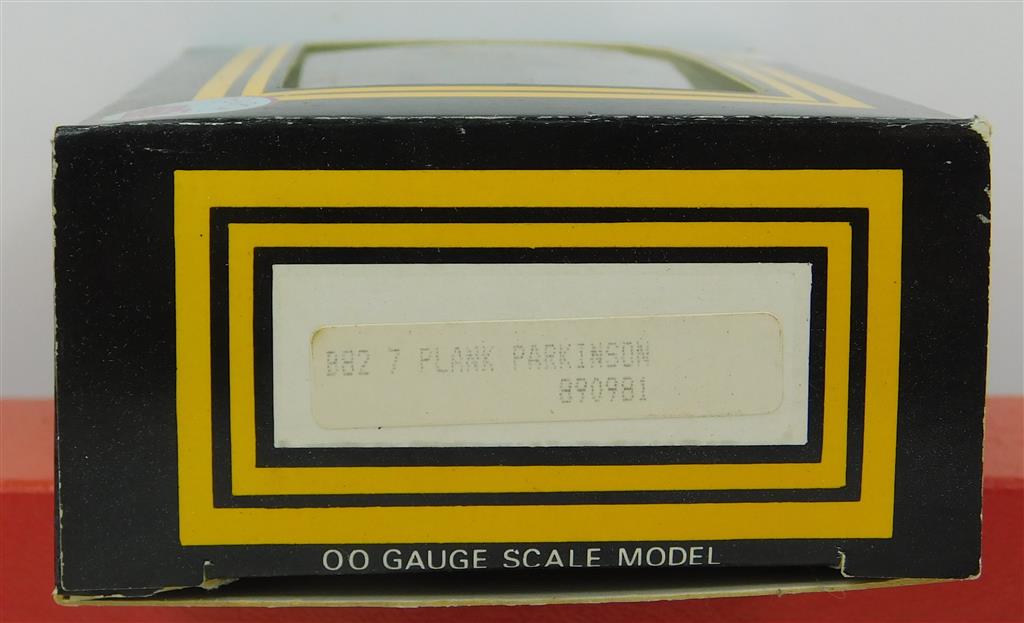 B82 7 PLANK PARKINSON
890981
OO GAUGE SCALE MODEL